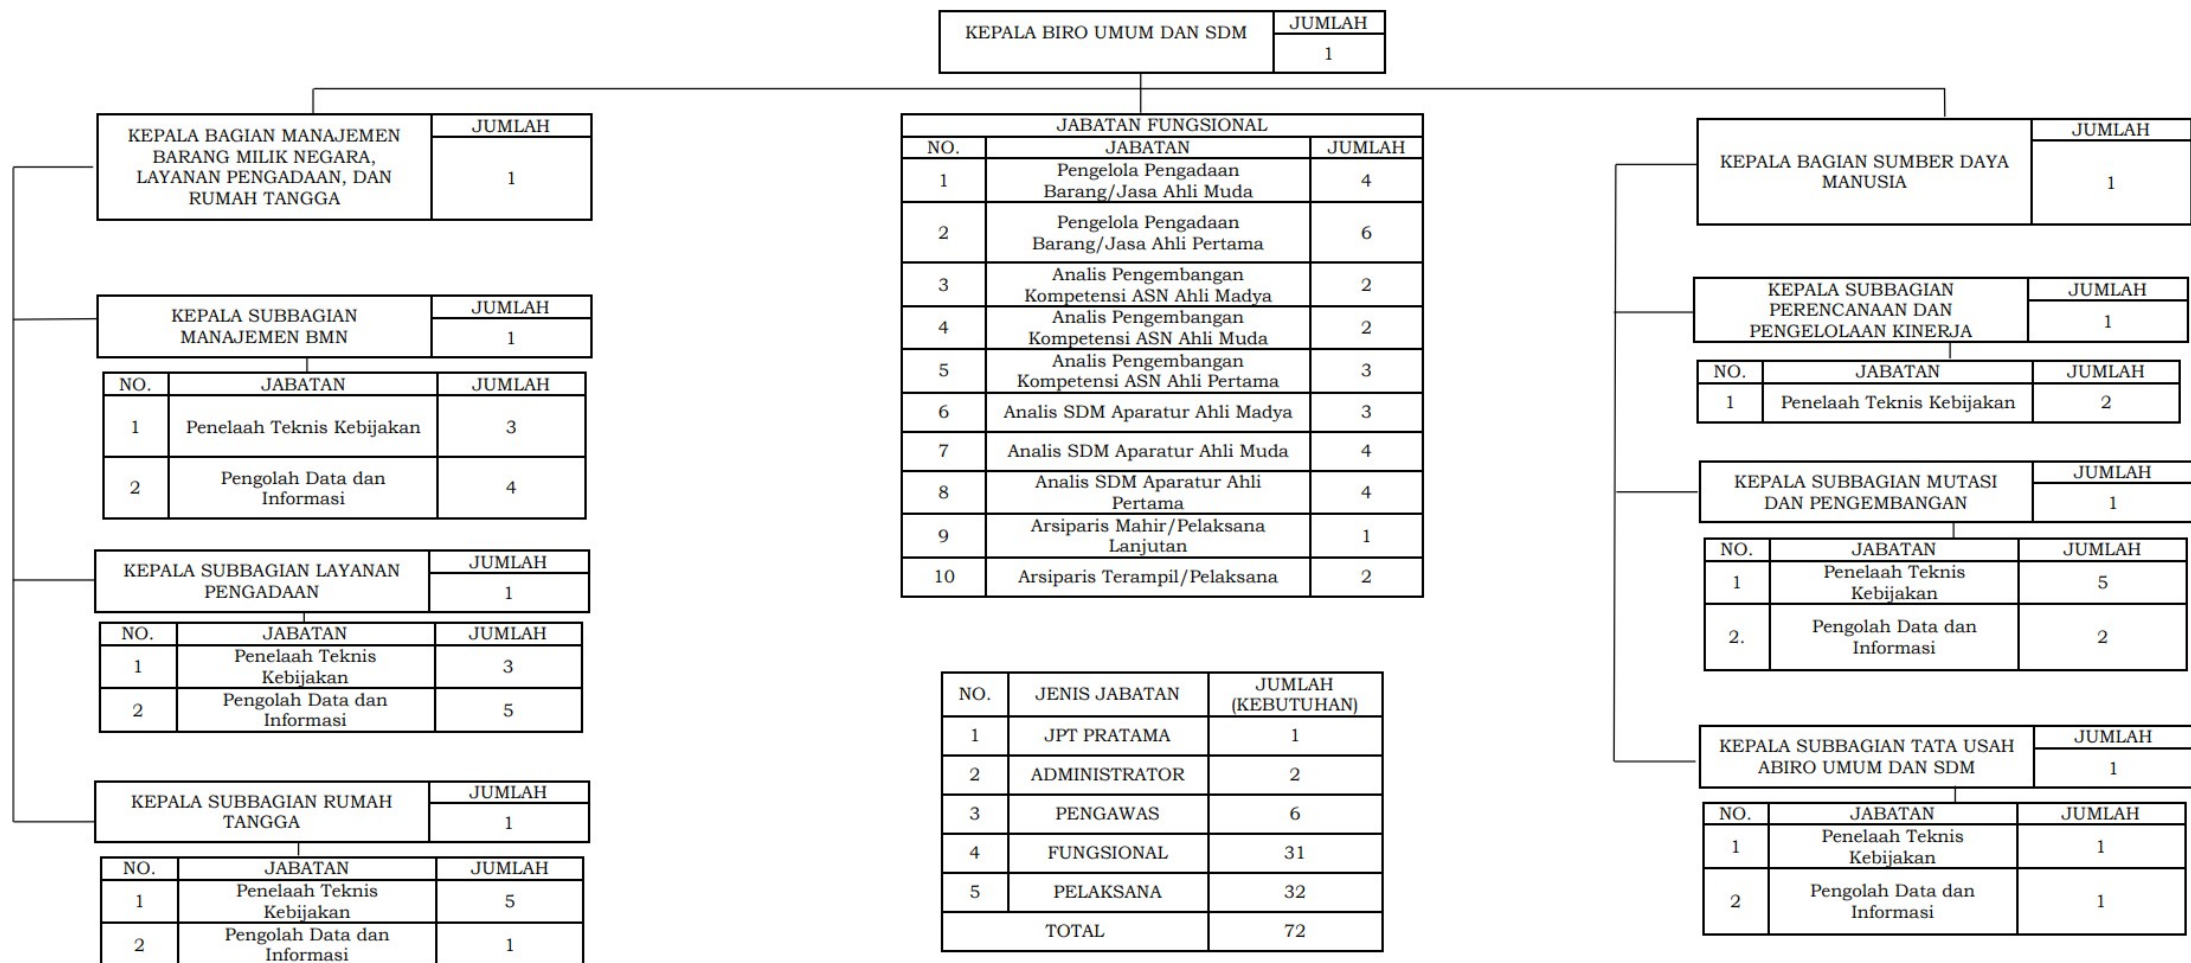 KEPALA BIRO UMUM DAN SDM
JUMLAH
1
KEPALA BAGIAN MANAJEMEN
BARANG MILIK NEGARA,
LAYANAN PENGADAAN, DAN
RUMAH TANGGA
JUMLAH
1
KEPALA SUBBAGIAN
MANAJEMEN BMN
JUMLAH
1
NO. JABATAN JUMLAH
1 Penelaah Teknis Kebijakan 3
2 Pengolah Data dan
Informasi 4
KEPALA SUBBAGIAN LAYANAN
PENGADAAN
JUMLAH
1
NO. JABATAN JUMLAH
1 Penelaah Teknis
Kebijakan 3
2 Pengolah Data dan
Informasi 5
KEPALA SUBBAGIAN RUMAH
TANGGA
JUMLAH
1
NO. JABATAN JUMLAH
1 Penelaah Teknis
Kebijakan 5
2 Pengolah Data dan
Informasi 1
JABATAN FUNGSIONAL
NO. JABATAN JUMLAH
1 Pengelola Pengadaan
Barang/Jasa Ahli Muda 4
2 Pengelola Pengadaan
Barang/Jasa Ahli Pertama 6
3 Analis Pengembangan
Kompetensi ASN Ahli Madya 2
4 Analis Pengembangan
Kompetensi ASN Ahli Muda 2
5 Analis Pengembangan
Kompetensi ASN Ahli Pertama 3
6 Analis SDM Aparatur Ahli Madya 3
7 Analis SDM Aparatur Ahli Muda 4
8 Analis SDM Aparatur Ahli
Pertama 4
9 Arsiparis Mahir/Pelaksana
Lanjutan 1
10 Arsiparis Terampil/Pelaksana 2
NO. JENIS JABATAN JUMLAH
(KEBUTUHAN)
1 JPT PRATAMA 1
2 ADMINISTRATOR 2
3 PENGAWAS 6
4 FUNGSIONAL 31
5 PELAKSANA 32
TOTAL 72
KEPALA BAGIAN SUMBER DAYA
MANUSIA
JUMLAH
1
KEPALA SUBBAGIAN
PERENCANAAN DAN
PENGELOLAAN KINERJA
JUMLAH
1
NO. JABATAN JUMLAH
1 Penelaah Teknis Kebijakan 2
KEPALA SUBBAGIAN MUTASI
DAN PENGEMBANGAN
JUMLAH
1
NO. JABATAN JUMLAH
1 Penelaah Teknis
Kebijakan 5
2. Pengolah Data dan
Informasi 2
KEPALA SUBBAGIAN TATA USAH
ABIRO UMUM DAN SDM
JUMLAH
1
NO. JABATAN JUMLAH
1 Penelaah Teknis
Kebijakan 1
2 Pengolah Data dan
Informasi 1